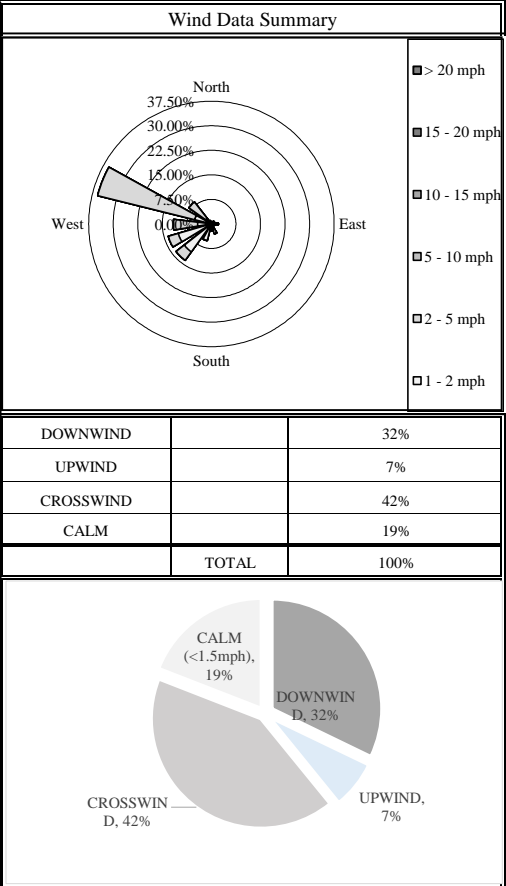 Wind Data Summary
North
37.50%
30.00%
22.50%
15.00%
7.50%
0.00%
West
East
South
> 20 mph
15 - 20 mph
10 - 15 mph
5 - 10 mph
2 - 5 mph
1 - 2 mph
DOWNWIND 32%
UPWIND 7%
CROSSWIND 42%
CALM 19%
TOTAL 100%
CALM
(<1.5mph),
19%
DOWNWIN
D, 32%
UPWIND,
7%
CROSSWIN
D, 42%